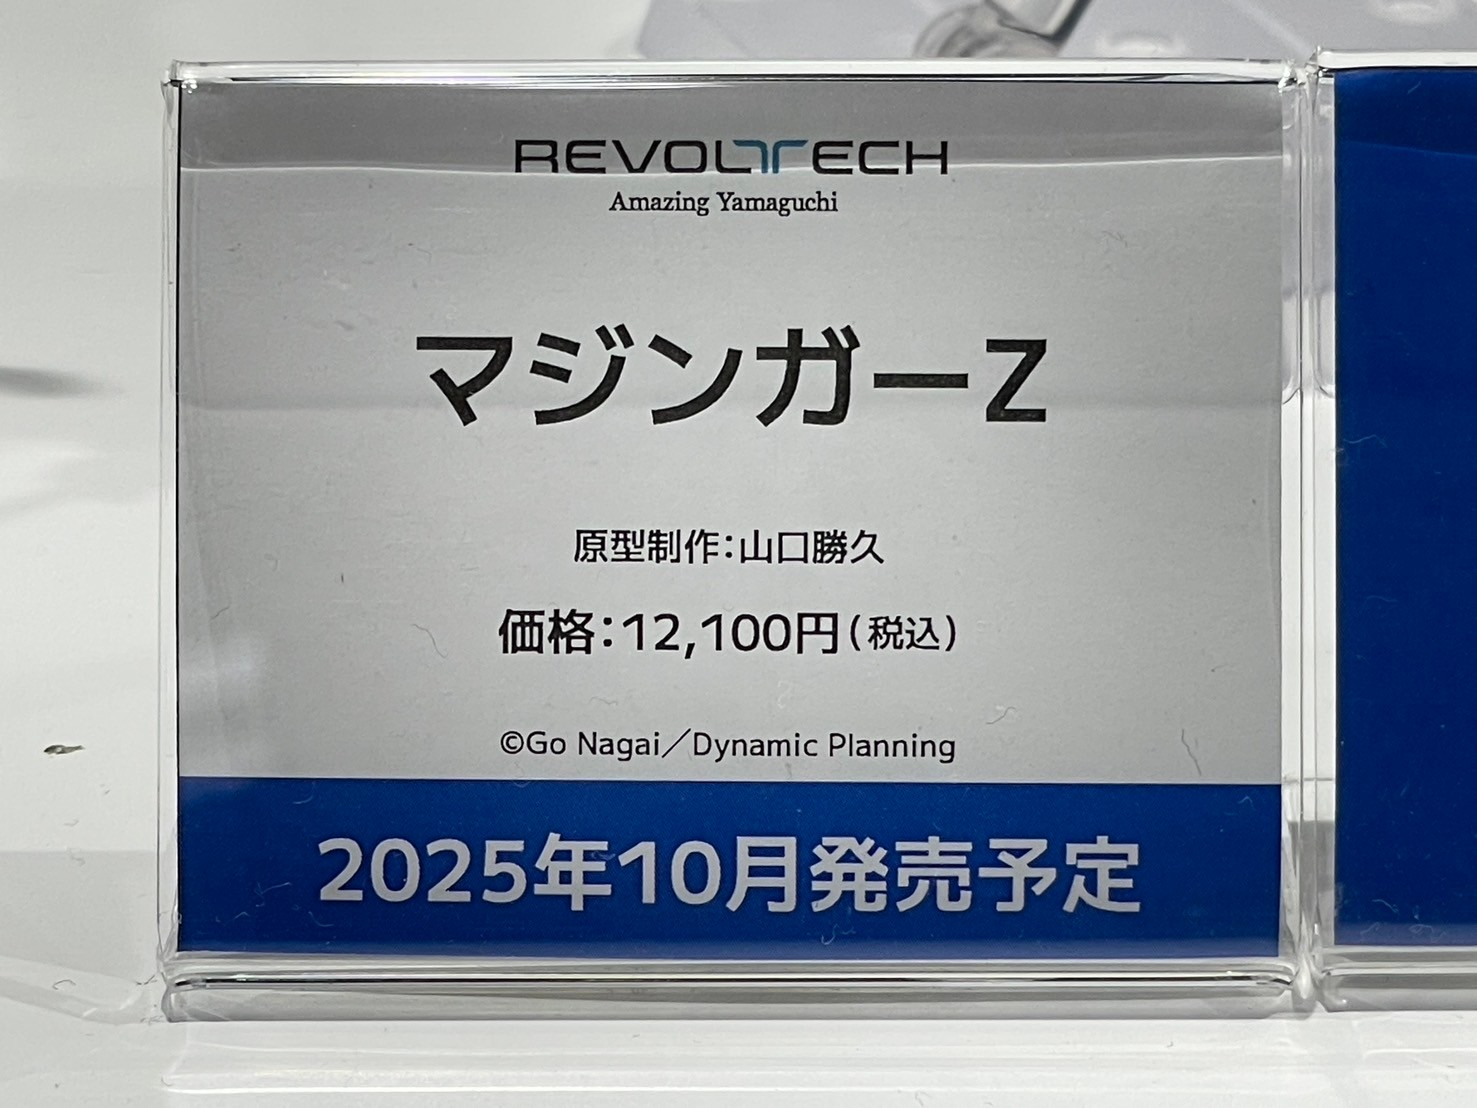 REVOLTECH
Amazing Yamaguchi
マジンガーZ
原型制作：山口勝久
価格：12,100円（税込）
©Go Nagai／Dynamic Planning
2025年10月発売予定